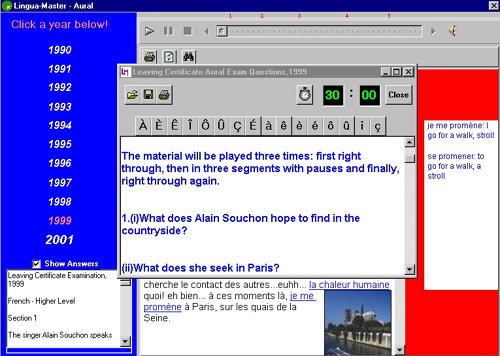 Lingua-Master - Aural
Click a year below!
1990
1991
1992
1993
1994
1995
1996
1997
1998
1999
2001
Show Answers
Leaving Certificate Examination,
1999
French - Higher Level
Section 1
The singer Alain Souchon speaks
1 2 3 4 5
Leaving Certificate Aural Exam Questions,1999
30 : 00
Close
À È Ê Î Ô Û Ç É à ê è é ô û î ç
The material will be played three times: first right
through, then in three segments with pauses and finally,
right through again.
1.(i)What does Alain Souchon hope to find in the
countryside?
(ii)What does she seek in Paris?
cherche le contact des autres...euhh... la chaleur humaine
quoi! eh bien... à ces moments là, je me
promène à Paris, sur les quais de la
Seine.
je me promène: I
go for a walk, stroll
se promener: to
go for a walk, a
stroll